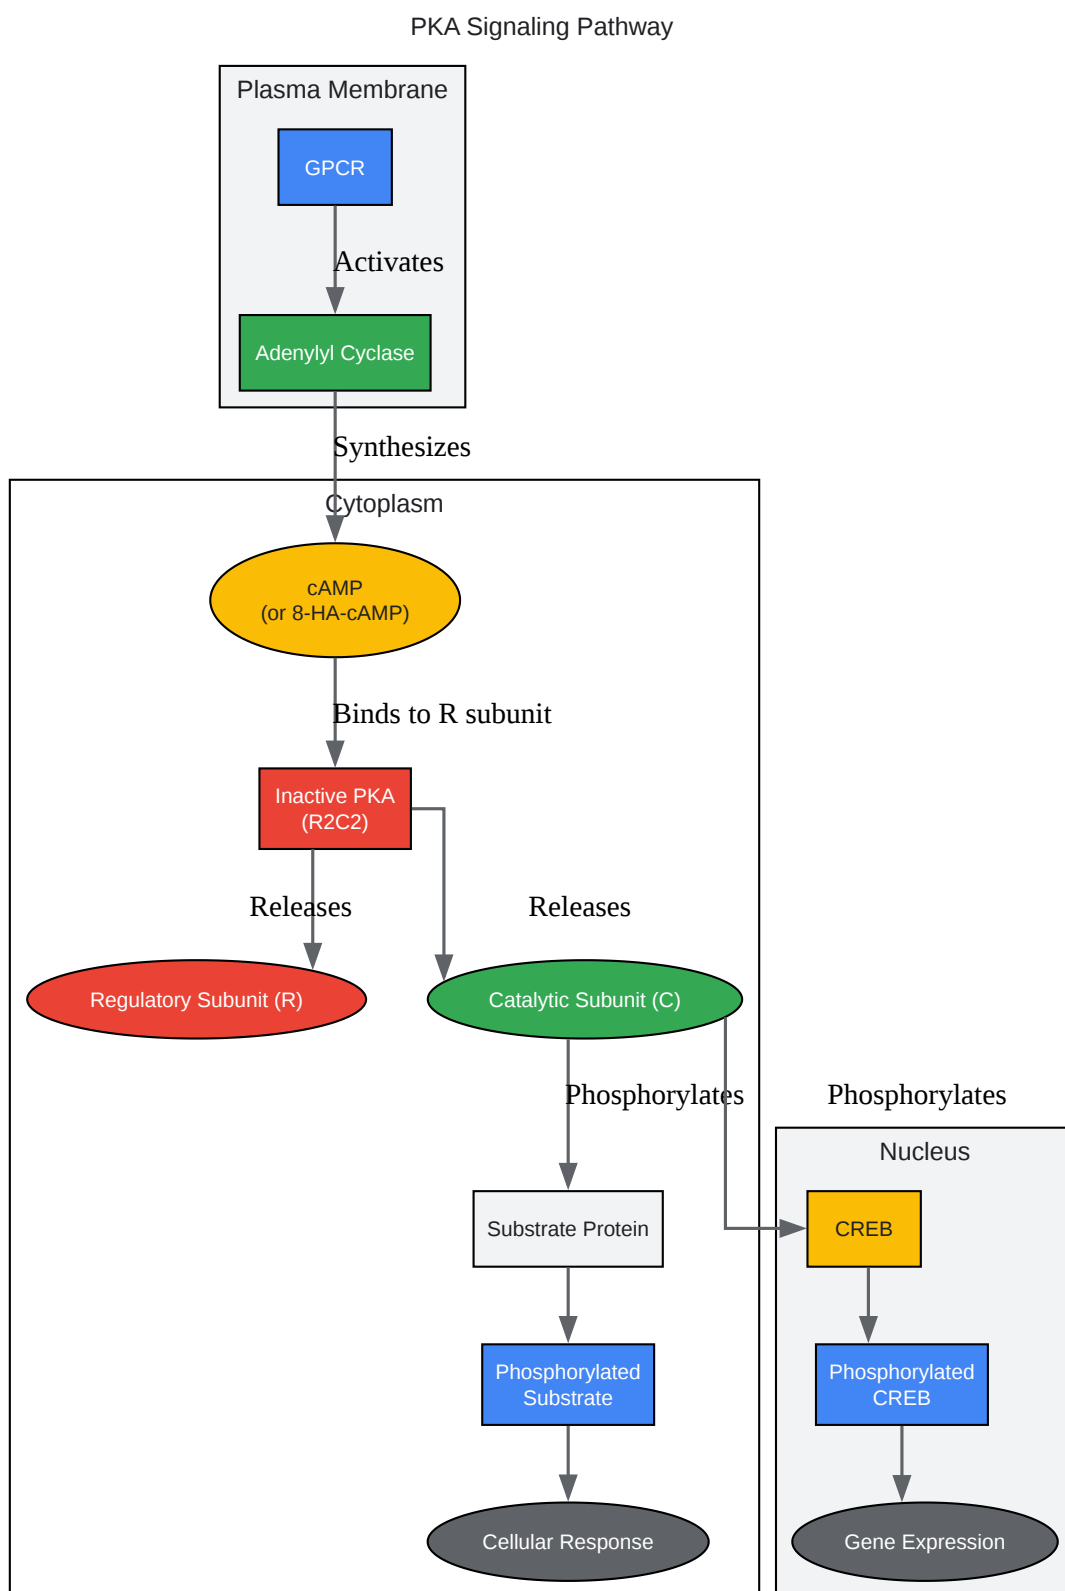 PKA Signaling Pathway
Plasma Membrane
GPCR
Activates
Adenylyl Cyclase
Synthesizes
Cytoplasm
cAMP
(or 8-HA-cAMP)
Binds to R subunit
Inactive PKA
(R2C2)
Releases
Releases
Regulatory Subunit (R)
Catalytic Subunit (C)
Phosphorylates
Phosphorylates
Nucleus
Substrate Protein
CREB
Phosphorylated
Substrate
Phosphorylated
CREB
Cellular Response
Gene Expression